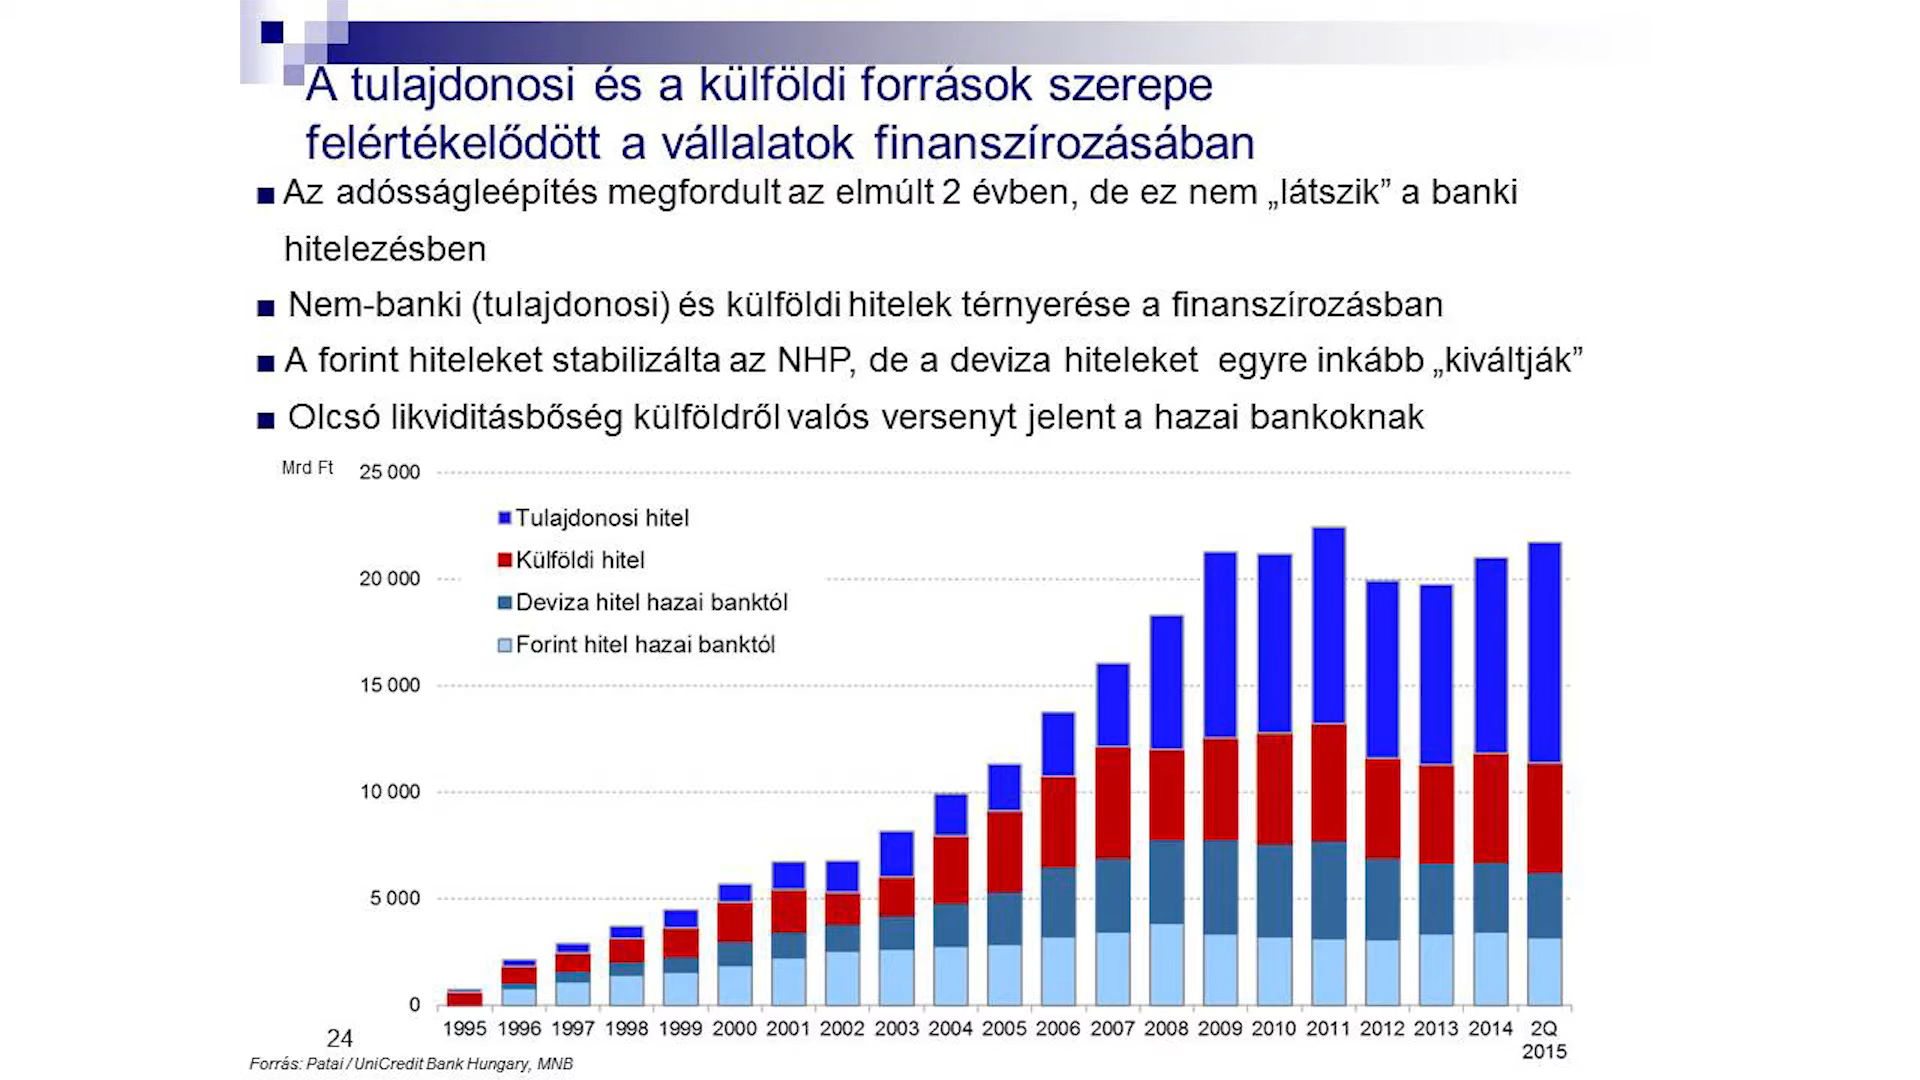 A tulajdonosi és a külföldi források szerepe
felértékelődött a vállalatok finanszírozásában
Az adósságleépítés megfordult az elmúlt 2 évben, de ez nem „látszik” a banki
hitelezésben
Nem-banki (tulajdonosi) és külföldi hitelek térnyerése a finanszírozásban
A forint hiteleket stabilizálta az NHP, de a deviza hiteleket egyre inkább „kiváltják”
Olcsó likviditásbőség külföldről valós versenyt jelent a hazai bankoknak
Mrd Ft
25 000
Tulajdonosi hitel
Külföldi hitel
20 000
Deviza hitel hazai banktól
Forint hitel hazai banktól
15 000
10 000
5 000
0
1995 1996 1997 1998 1999 2000 2001 2002 2003 2004 2005 2006 2007 2008 2009 2010 2011 2012 2013 2014 2Q
2015
24
Forrás: Patai / UniCredit Bank Hungary, MNB